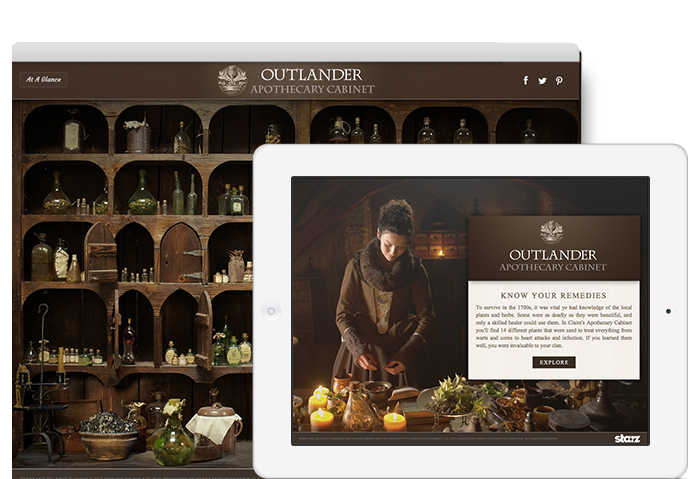 At A Glance
OUTLANDER
APOTHECARY CABINET
OUTLANDER
APOTHECARY CABINET
KNOW YOUR REMEDIES
To survive in the 1700s, it was vital ye had knowledge of the local
plants and herbs. Some were as deadly as they were beautiful, and
only a skilled healer could use them. In Claire's Apothecary Cabinet
you'll find 14 different plants that were used to treat everything from
warts and corns to heart attacks and infection. If you learned them
well, you were invaluable to your clan.
EXPLORE
starz